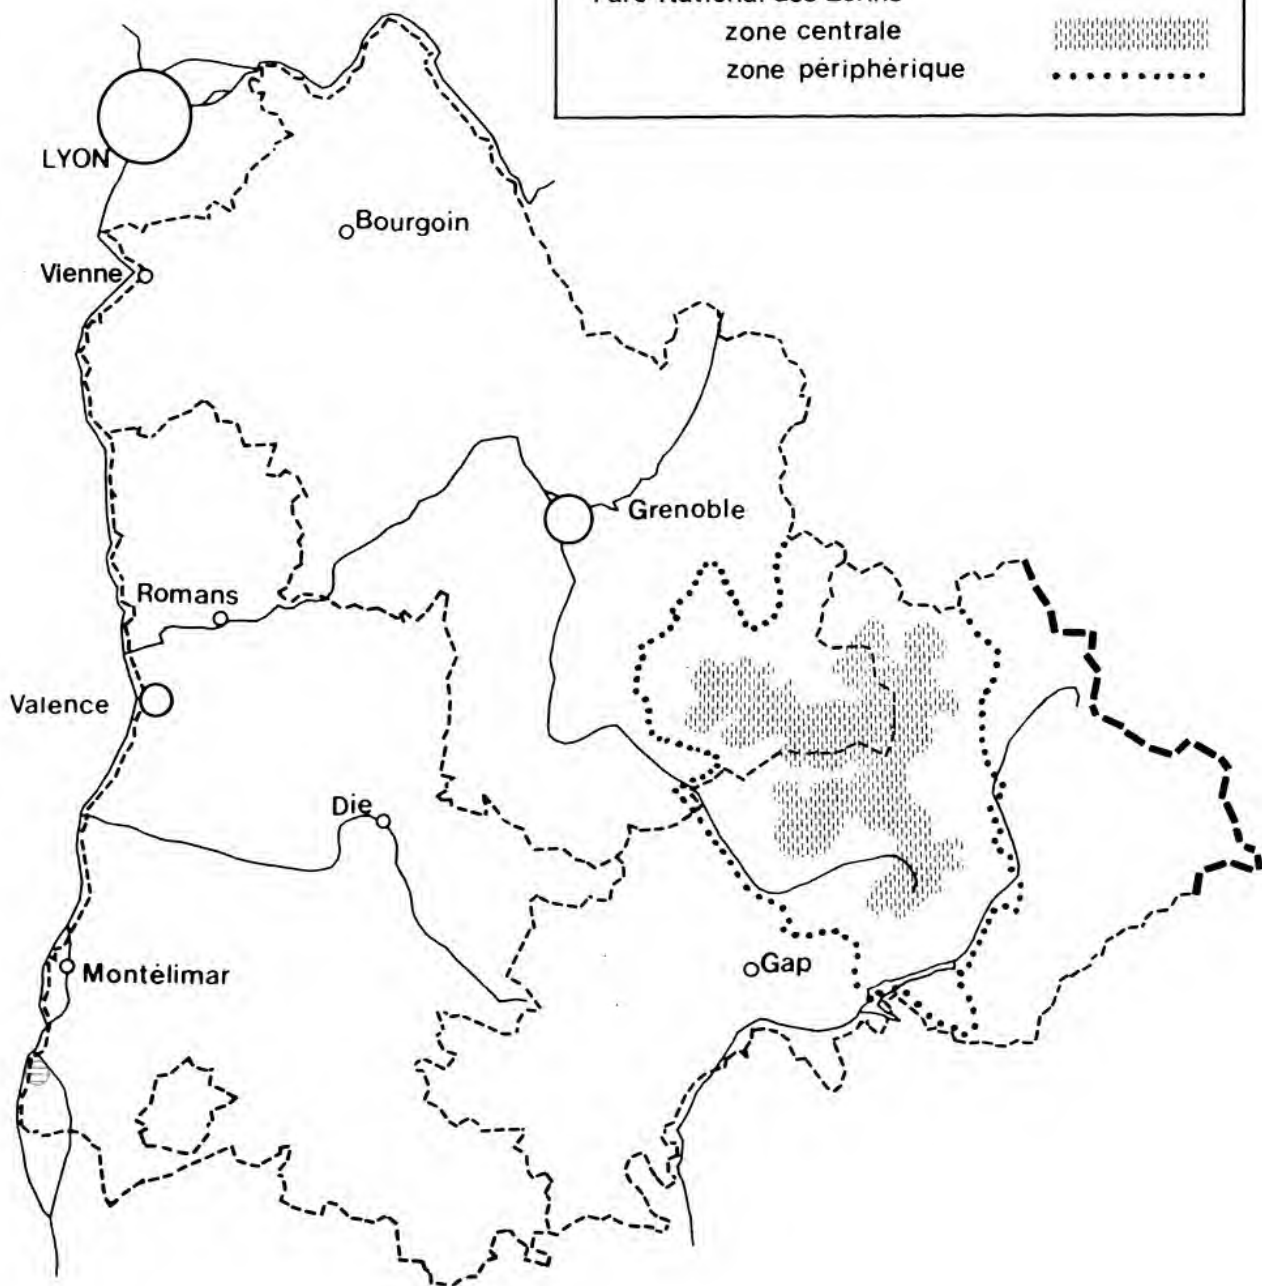 zone centrale
zone périphérique
LYON
Bourgoin
Vienne
Grenoble
Romans
Valence
Die
Gap
Montélimar